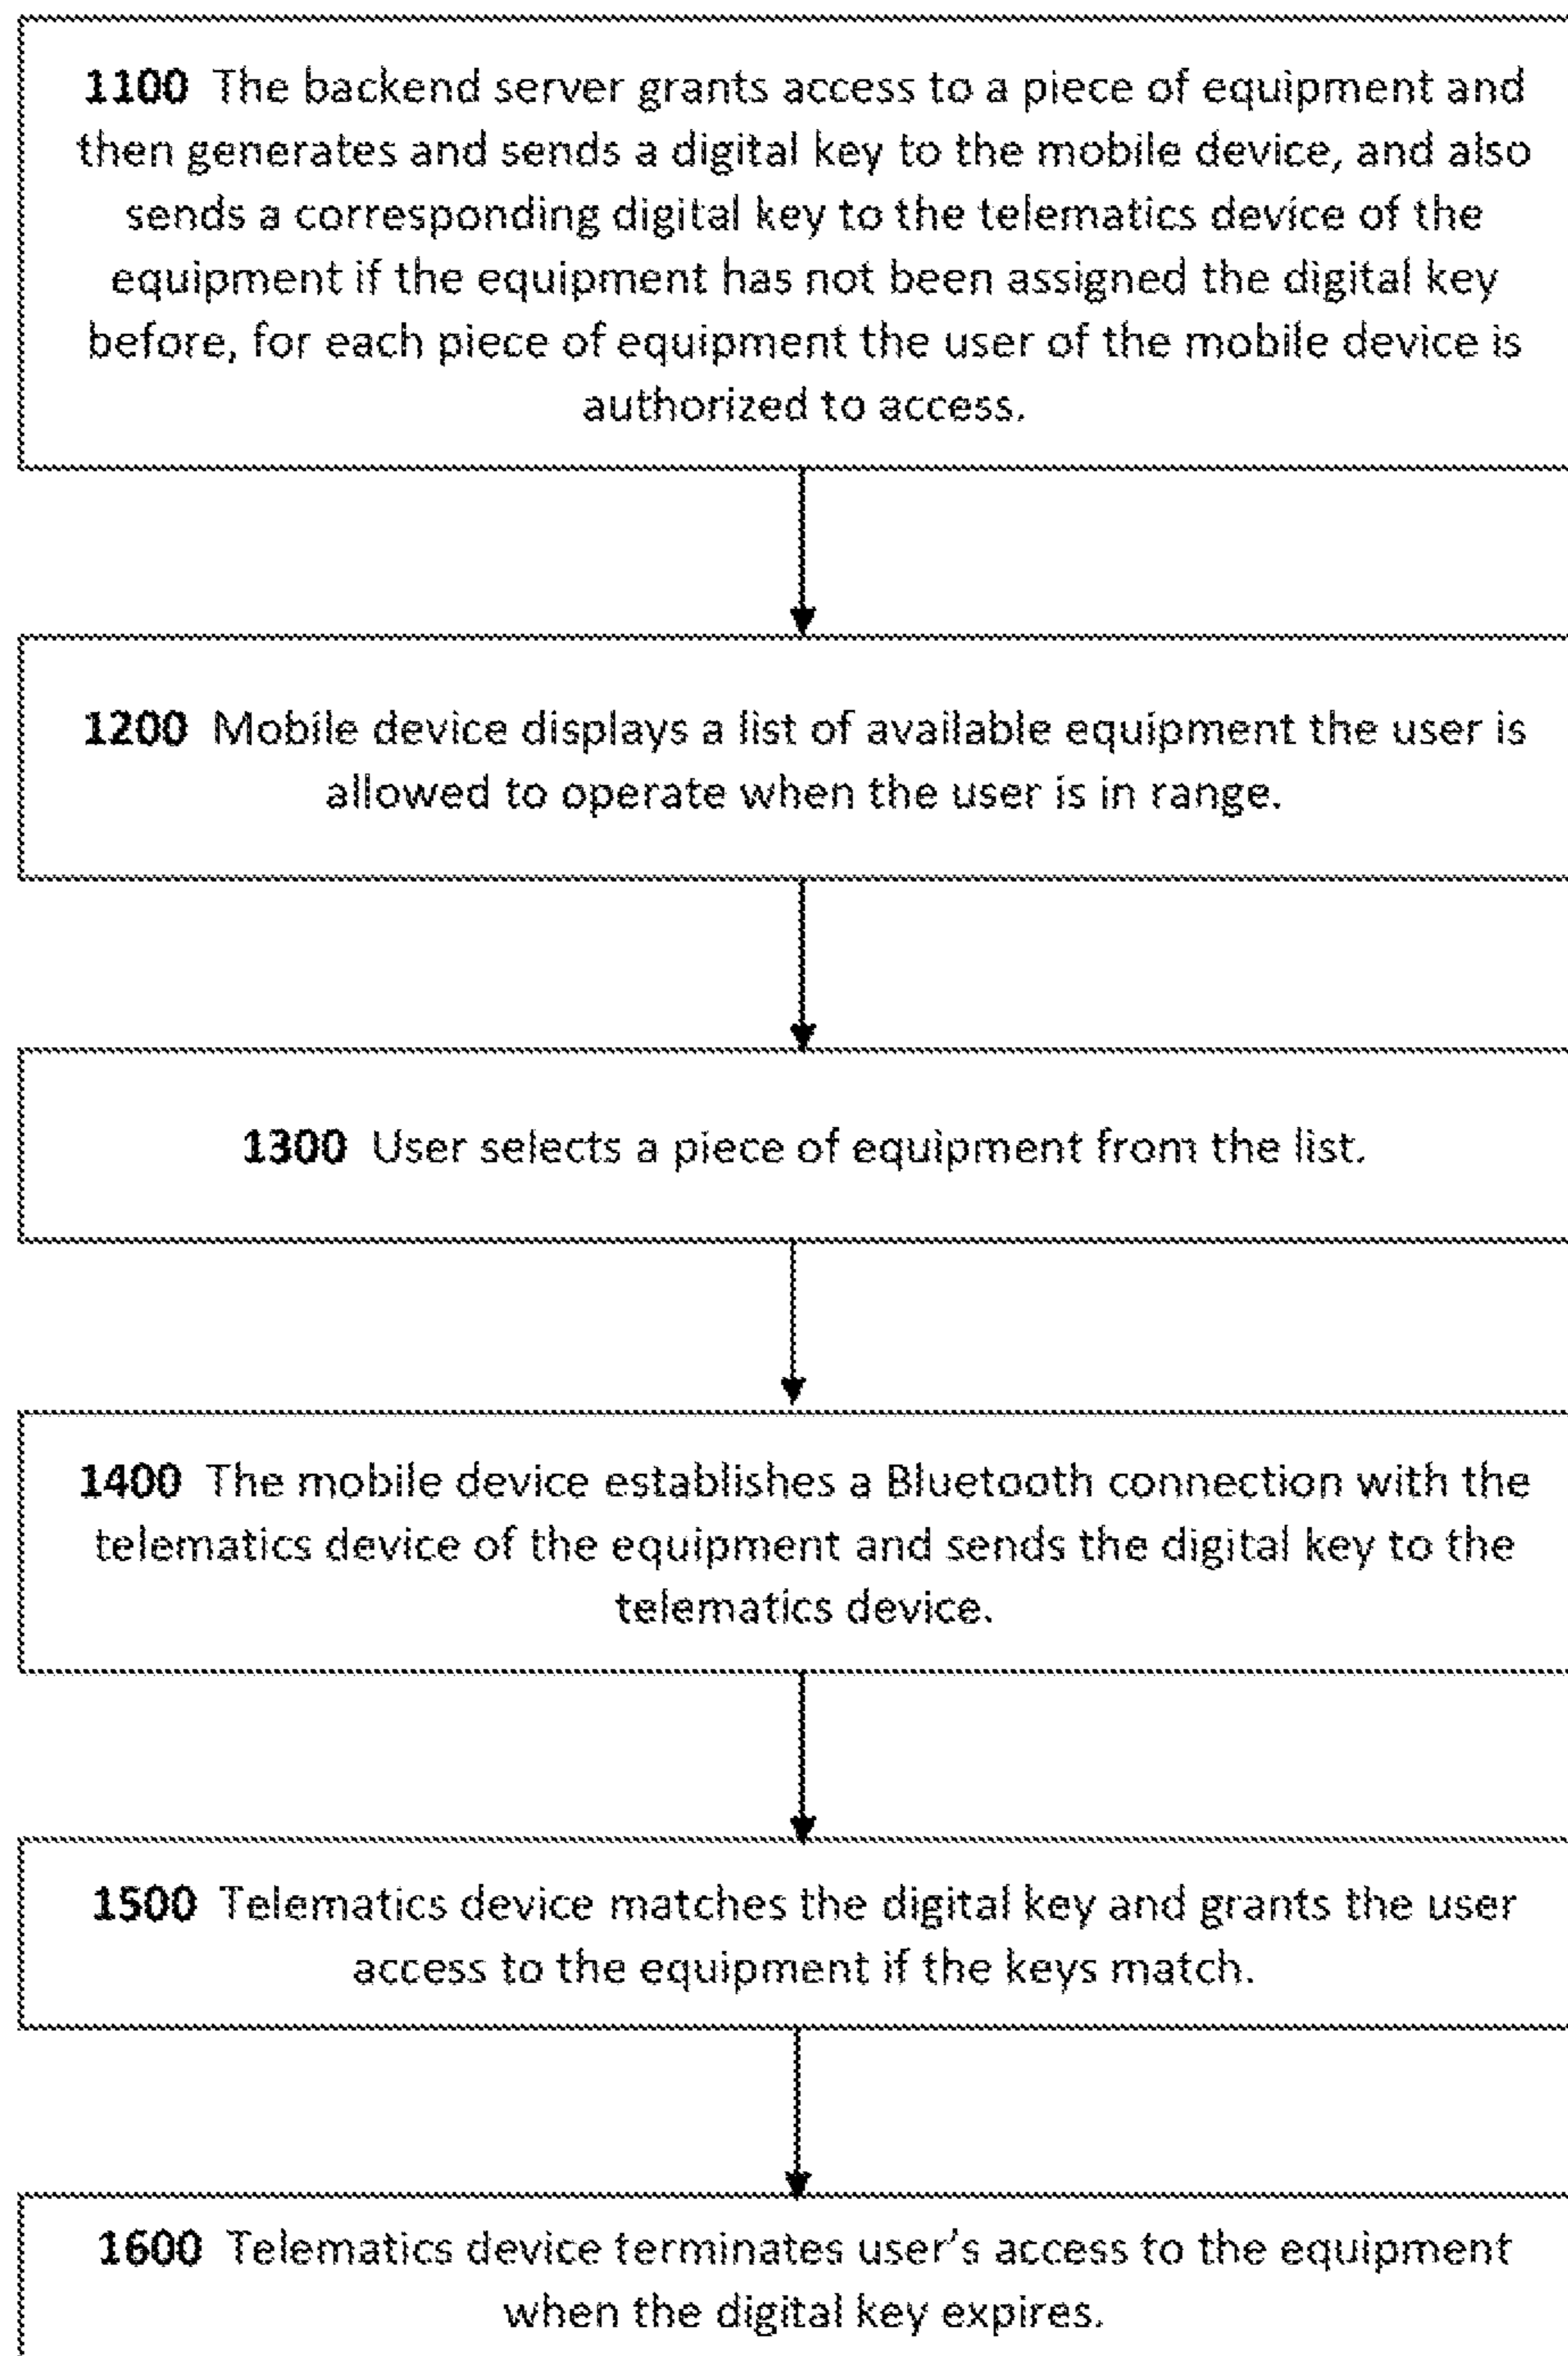 1100 The backend server grants access to a piece of equipment and
then generates and sends a digital key to the mobile device, and also
sends a corresponding digital key to the telematics device of the
equipment if the equipment has not been assigned the digital key
before, for each piece of equipment the user of the mobile device is
authorized to access.
1200 Mobile device displays a list of available equipment the user is
allowed to operate when the user is in range.
1300 User selects a piece of equipment from the list.
1400 The mobile device establishes a Bluetooth connection with the
telematics device of the equipment and sends the digital key to the
telematics device.
1500 Telematics device matches the digital key and grants the user
access to the equipment if the keys match.
1600 Telematics device terminates user's access to the equipment
when the digital key expires.